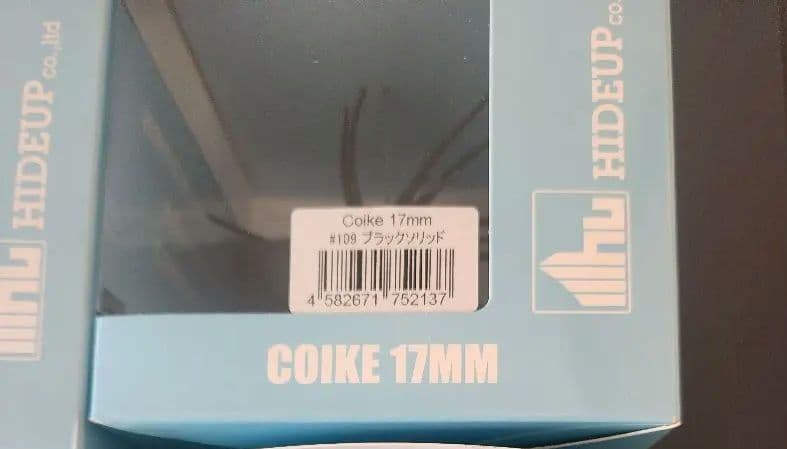 HIDEUP co.,ltd
HIDEUP co.
Coike 17mm
#109 ブラックソリッド
4 582671 752137
COIKE 17MM